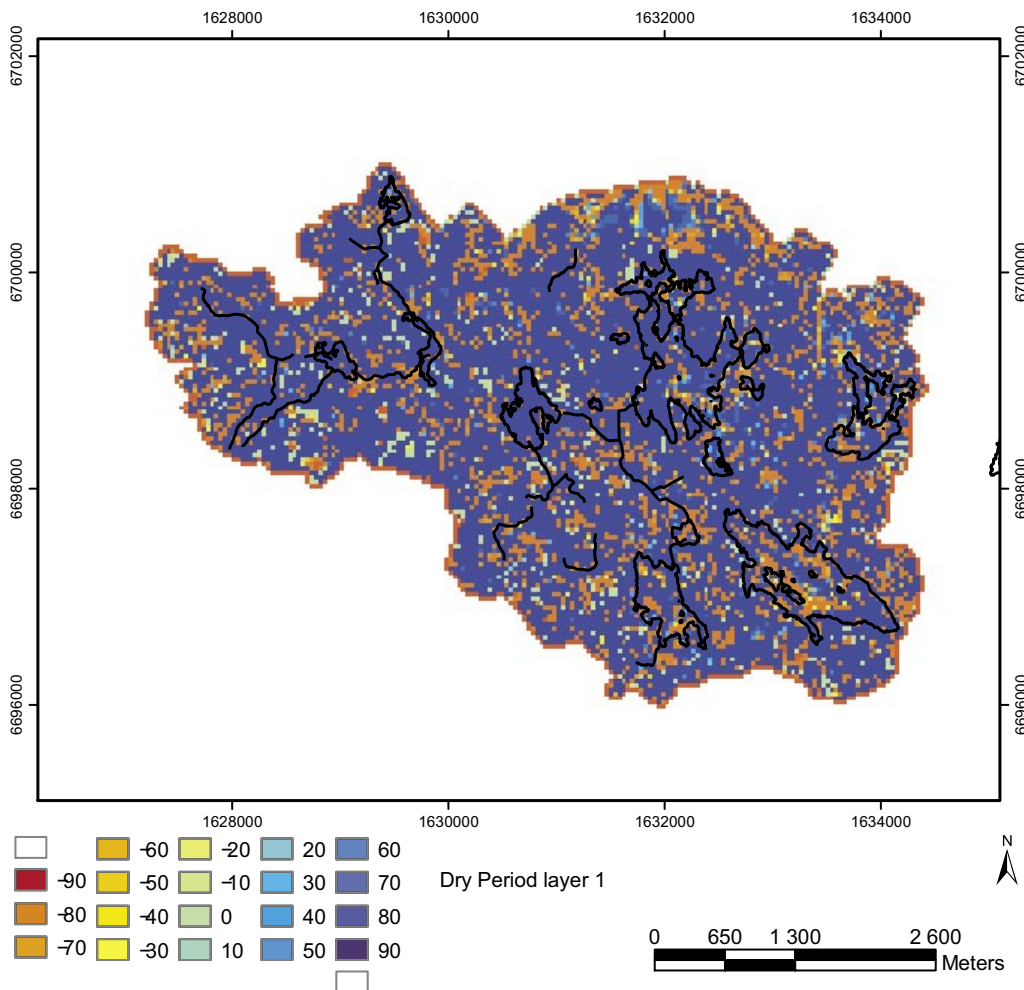 1628000 1630000 1632000 1634000
6702000 6702000
6700000 6700000
6698000 6698000
6696000 6696000
1628000 1630000 1632000 1634000
-60 -20 20 60
-90 -50 -10 30 70
-80 -40 0 40 80
-70 -30 10 50 90
Dry Period layer 1
N
0 650 1 300 2 600
Meters